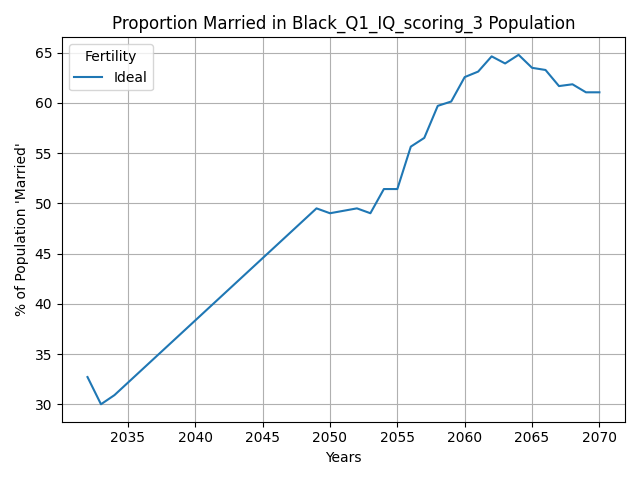 Proportion Married in Black_Q1_IQ_scoring_3 Population
Fertility
Ideal
% of Population 'Married'
65
60
55
50
45
40
35
30
2035 2040 2045 2050 2055 2060 2065 2070
Years